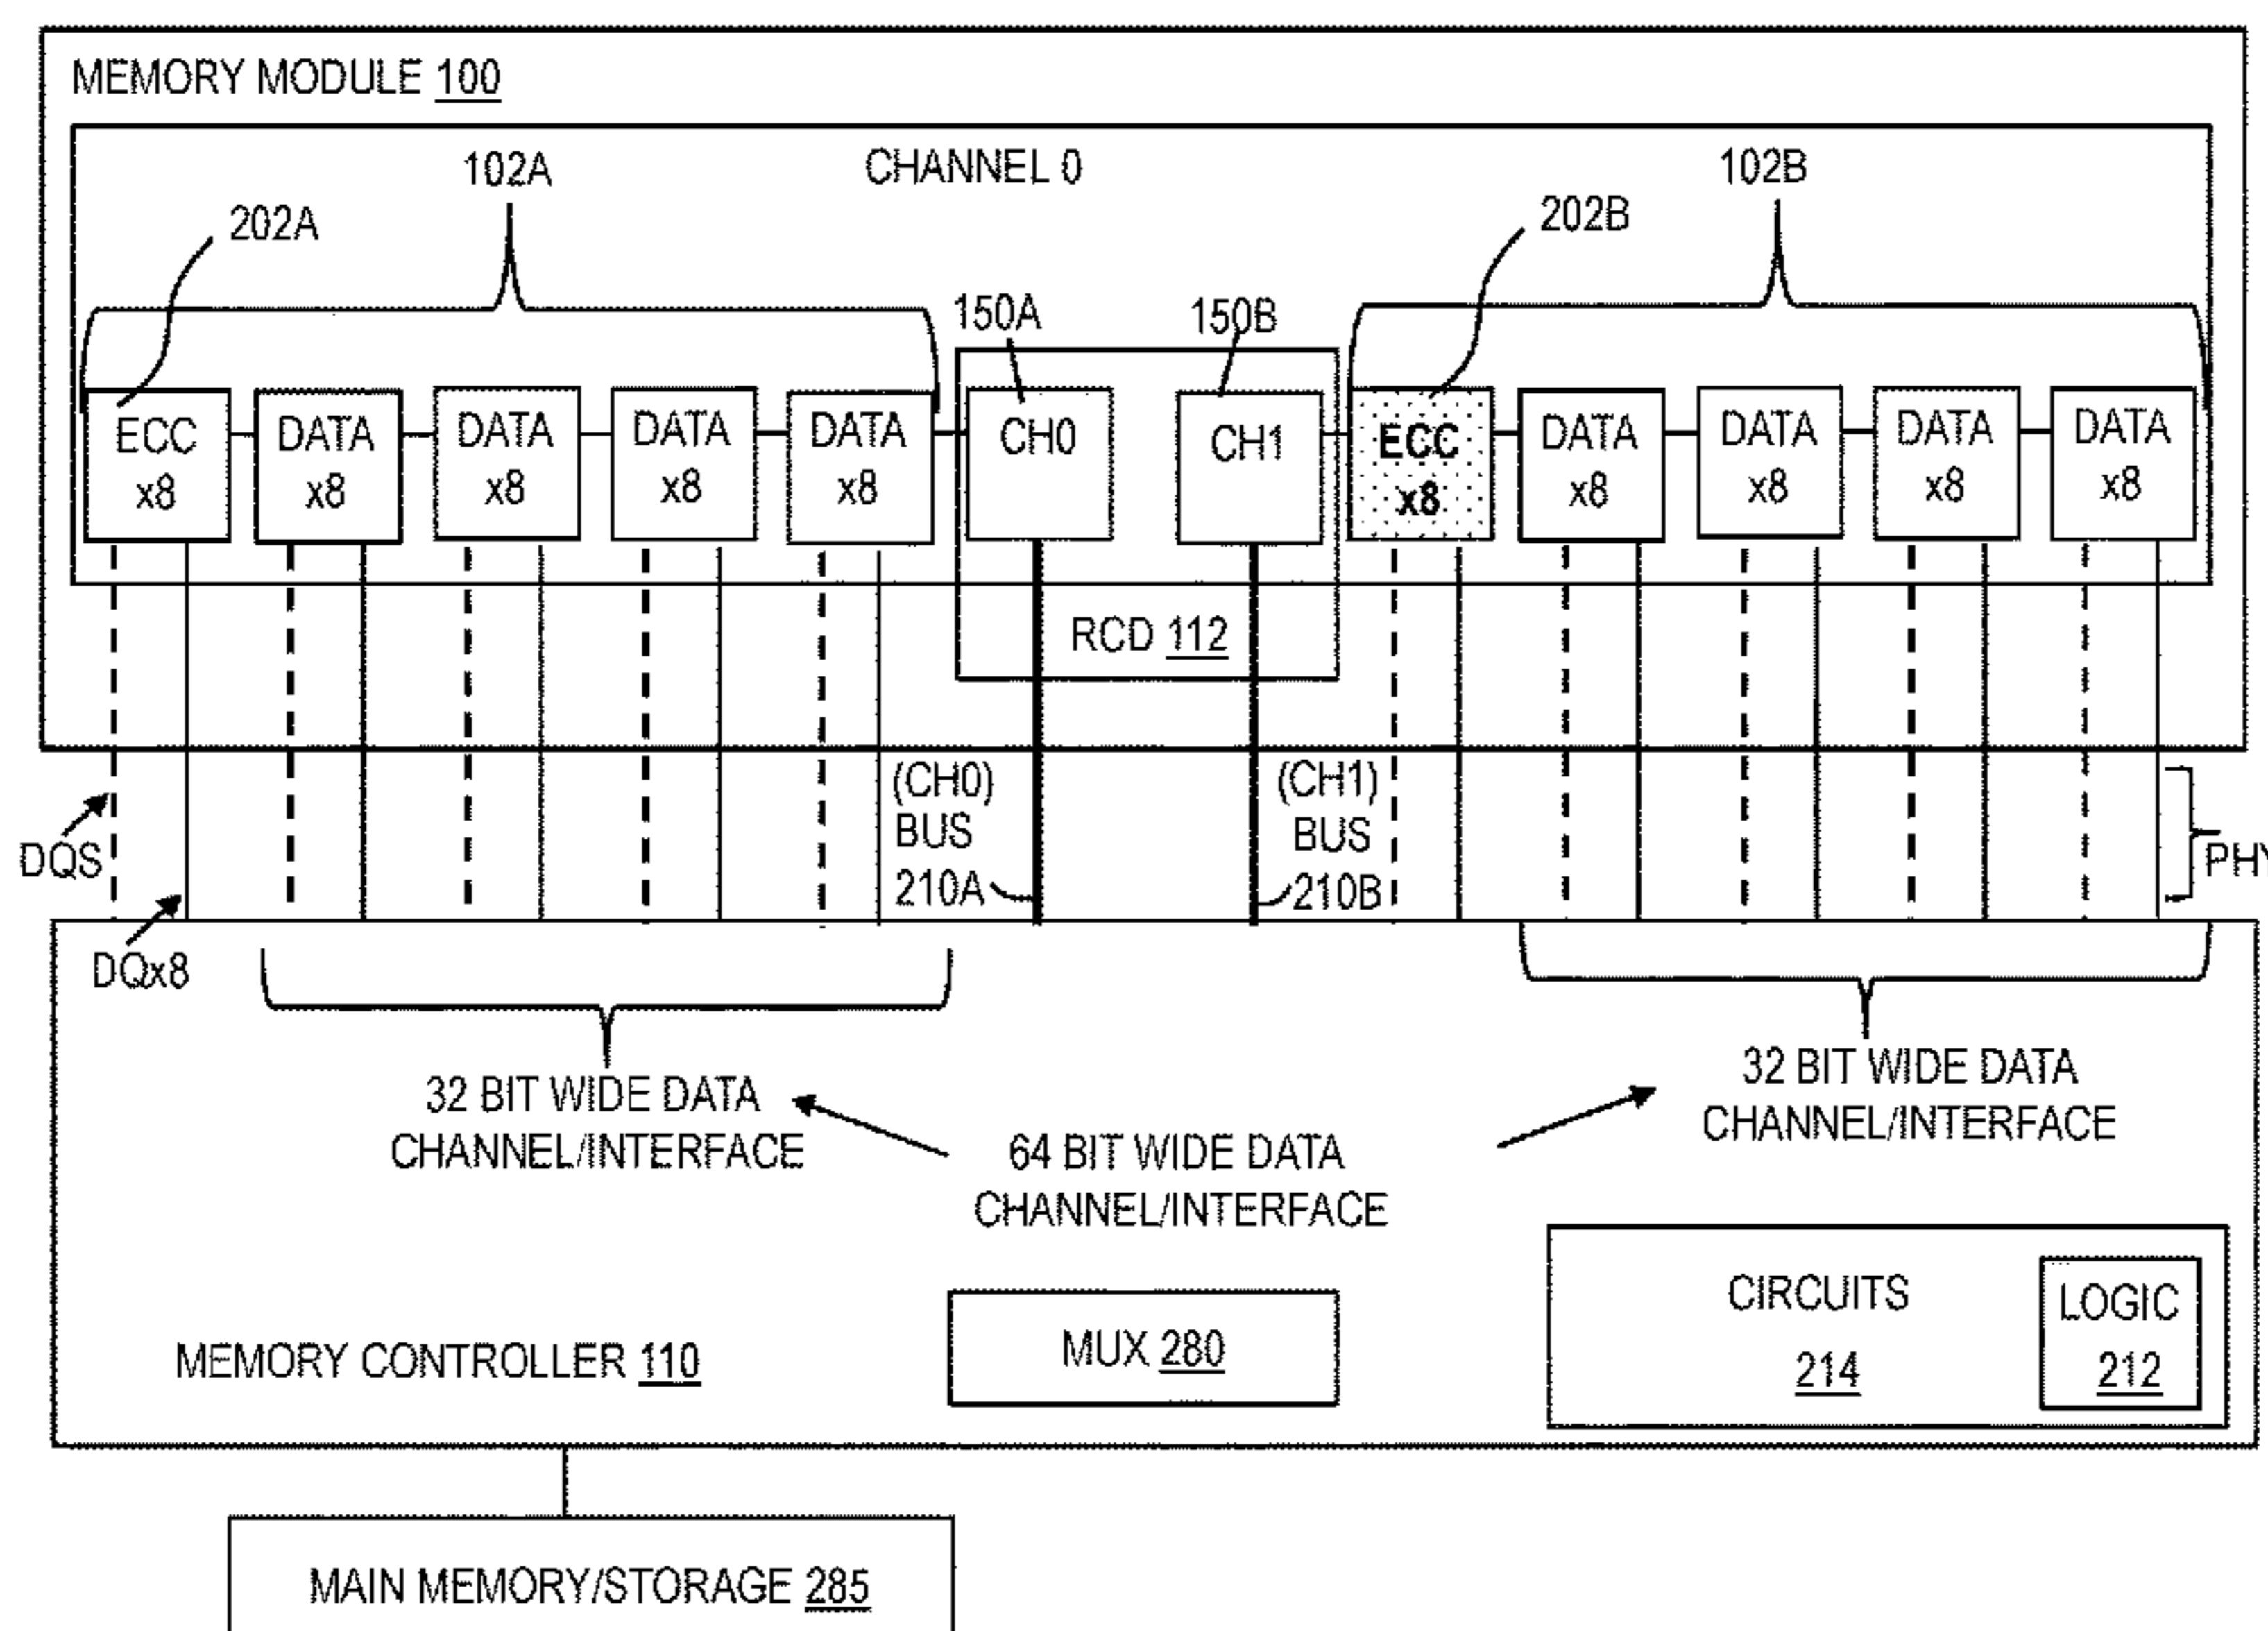 MEMORY MODULE 100
102A
CHANNEL 0
102B
202A
202B
150A
150B
ECC
x8
DATA
x8
DATA
x8
DATA
x8
DATA
x8
CH0
CH1
ECC
x8
DATA
x8
DATA
x8
DATA
x8
DATA
x8
RCD 112
(CH0)
BUS
210A
(CH1)
BUS
210B
DQS
DQx8
PHY
32 BIT WIDE DATA
CHANNEL/INTERFACE
64 BIT WIDE DATA
CHANNEL/INTERFACE
32 BIT WIDE DATA
CHANNEL/INTERFACE
MEMORY CONTROLLER 110
MUX 280
CIRCUITS
214
LOGIC
212
MAIN MEMORY/STORAGE 285